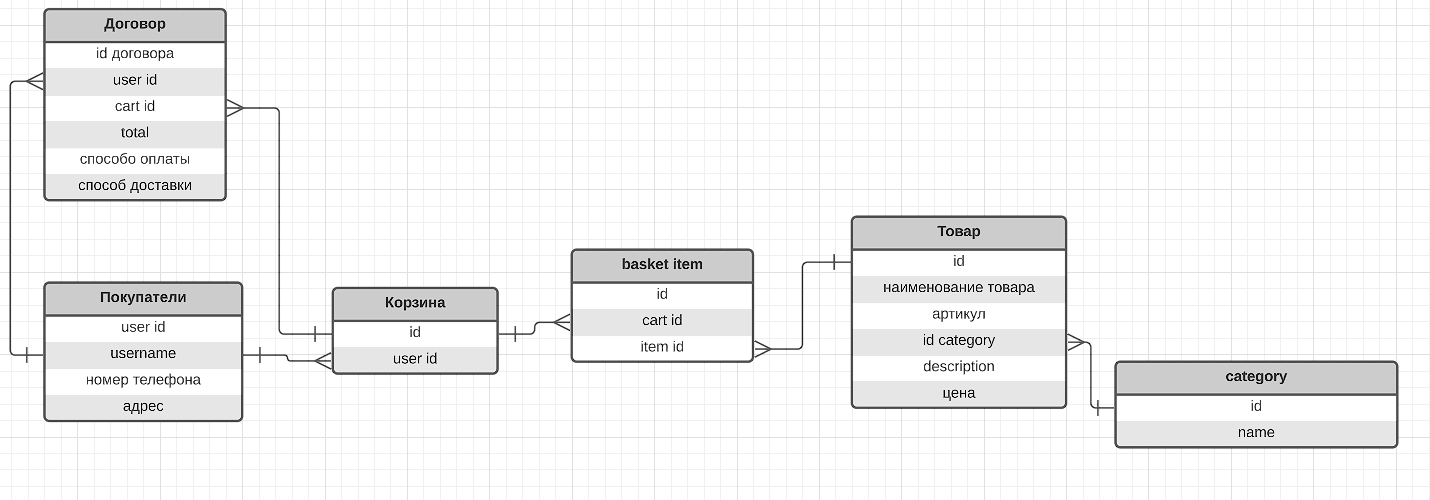 Договор
id договора
user id
cart id
total
способо оплаты
способ доставки
Покупатели
user id
username
номер телефона
адрес
Корзина
id
user id
basket item
id
cart id
item id
Товар
id
наименование товара
артикул
id category
description
цена
category
id
name